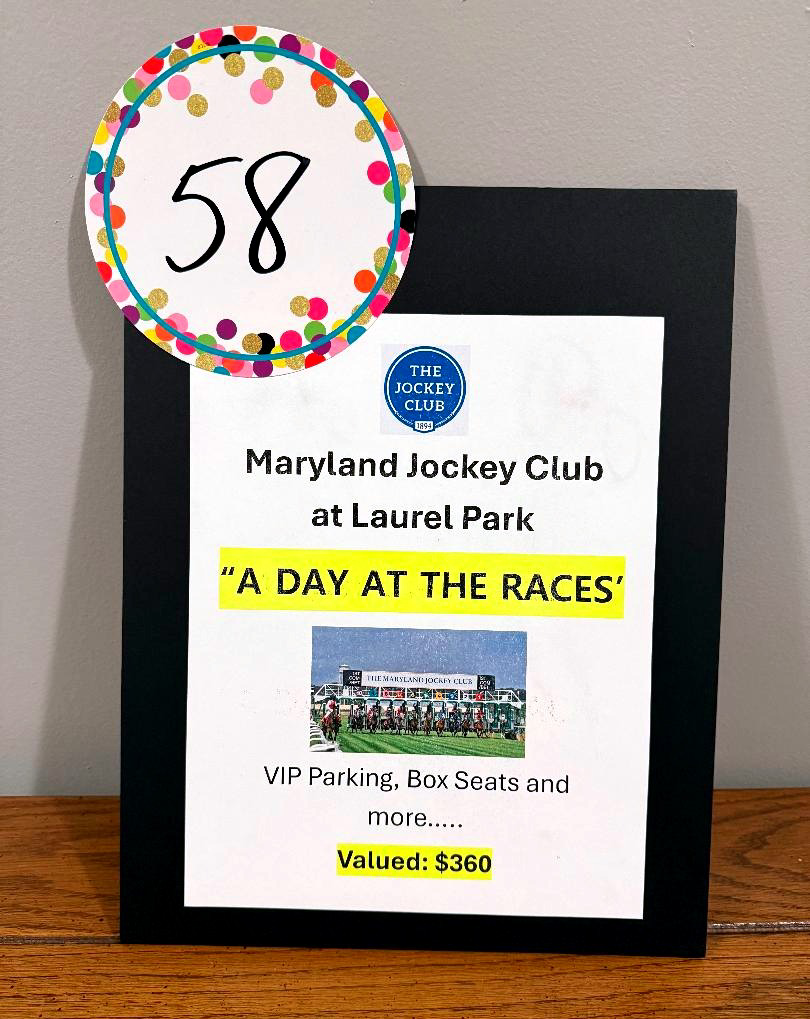 58
THE
JOCKEY
CLUB
1894
Maryland Jockey Club
at Laurel Park
“A DAY AT THE RACES’
THE MARYLAND JOCKEY CLUB
VIP Parking, Box Seats and
more.....
Valued: $360